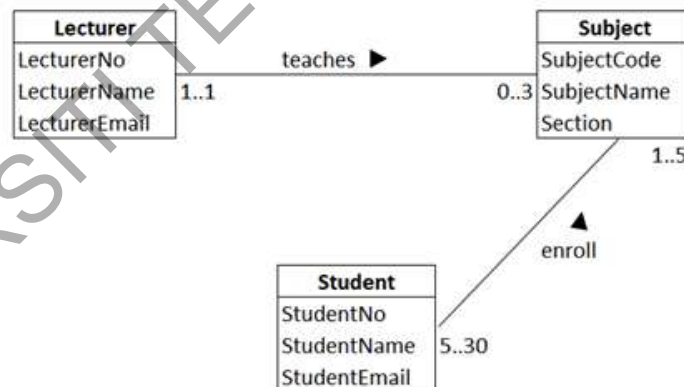 Lecturer
LecturerNo
LecturerName
LecturerEmail
teaches
1..1
0..3
Subject
SubjectCode
SubjectName
Section
1..5
enroll
Student
StudentNo
StudentName
StudentEmail
5..30